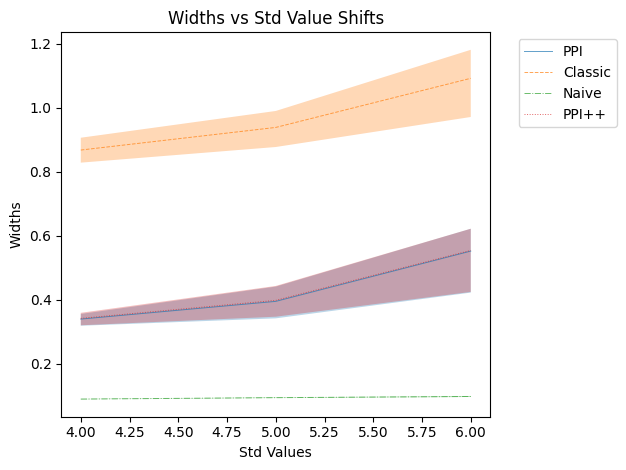 Widths vs Std Value Shifts
PPI
Classic
Naive
PPI++
1.2
1.0
0.8
0.6
0.4
0.2
Widths
4.00 4.25 4.50 4.75 5.00 5.25 5.50 5.75 6.00
Std Values